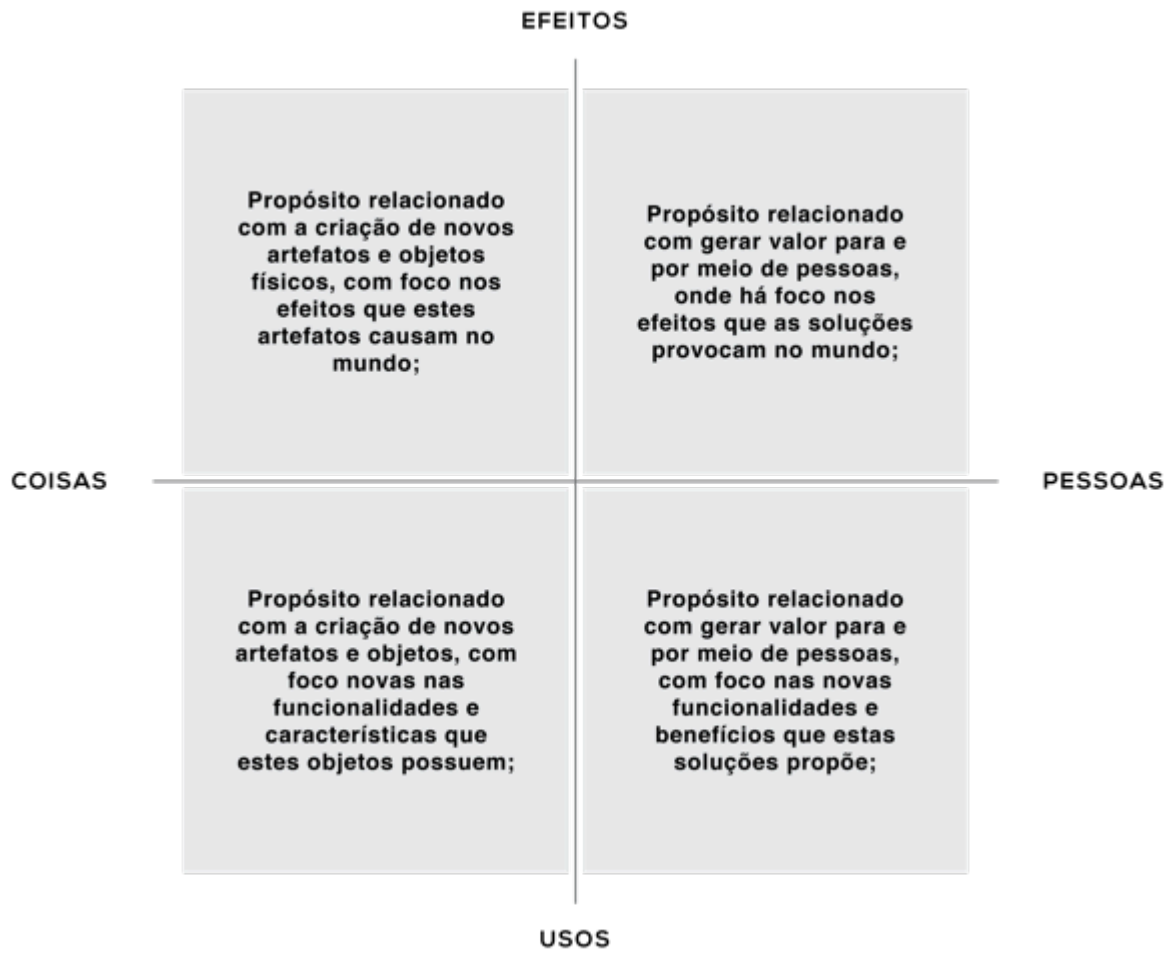 EFEITOS
Propósito relacionado
com a criação de novos
artefatos e objetos
físicos, com foco nos
efeitos que estes
artefatos causam no
mundo;
Propósito relacionado
com gerar valor para e
por meio de pessoas,
onde há foco nos
efeitos que as soluções
provocam no mundo;
COISAS
PESSOAS
Propósito relacionado
com a criação de novos
artefatos e objetos, com
foco novas nas
funcionalidades e
características que
estes objetos possuem;
Propósito relacionado
com gerar valor para e
por meio de pessoas,
com foco nas novas
funcionalidades e
benefícios que estas
soluções propõe;
USOS